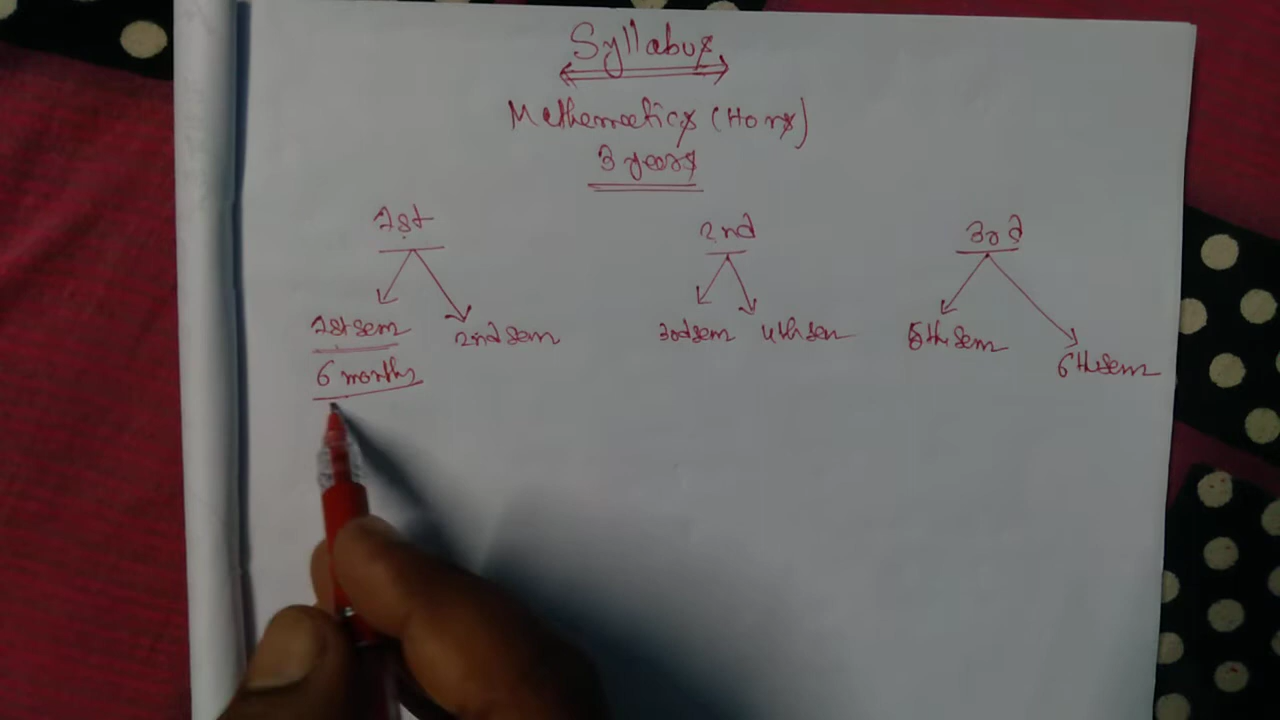 Syllabus
Mathematics (Hons)
3 years
1st 2nd 3rd
1st sem 2nd sem 3rd sem 4th sem 5th sem 6th sem
6 months